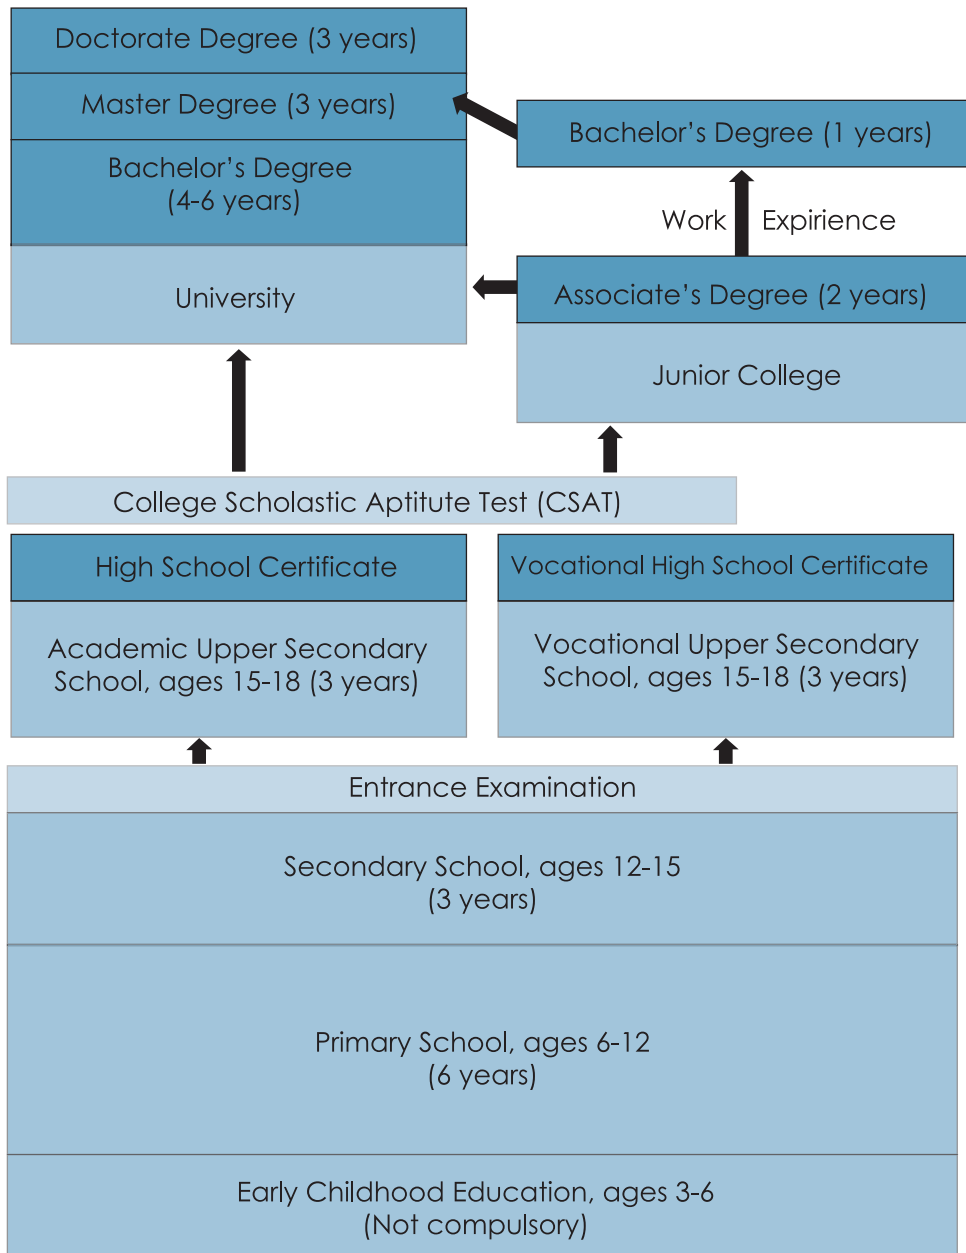 Doctorate Degree (3 years)
Master Degree (3 years)
Bachelor's Degree
(4-6 years)
University
Bachelor's Degree (1 years)
Work Expirience
Associate's Degree (2 years)
Junior College
College Scholastic Aptitute Test (CSAT)
High School Certificate
Academic Upper Secondary
School, ages 15-18 (3 years)
Vocational High School Certificate
Vocational Upper Secondary
School, ages 15-18 (3 years)
Entrance Examination
Secondary School, ages 12-15
(3 years)
Primary School, ages 6-12
(6 years)
Early Childhood Education, ages 3-6
(Not compulsory)